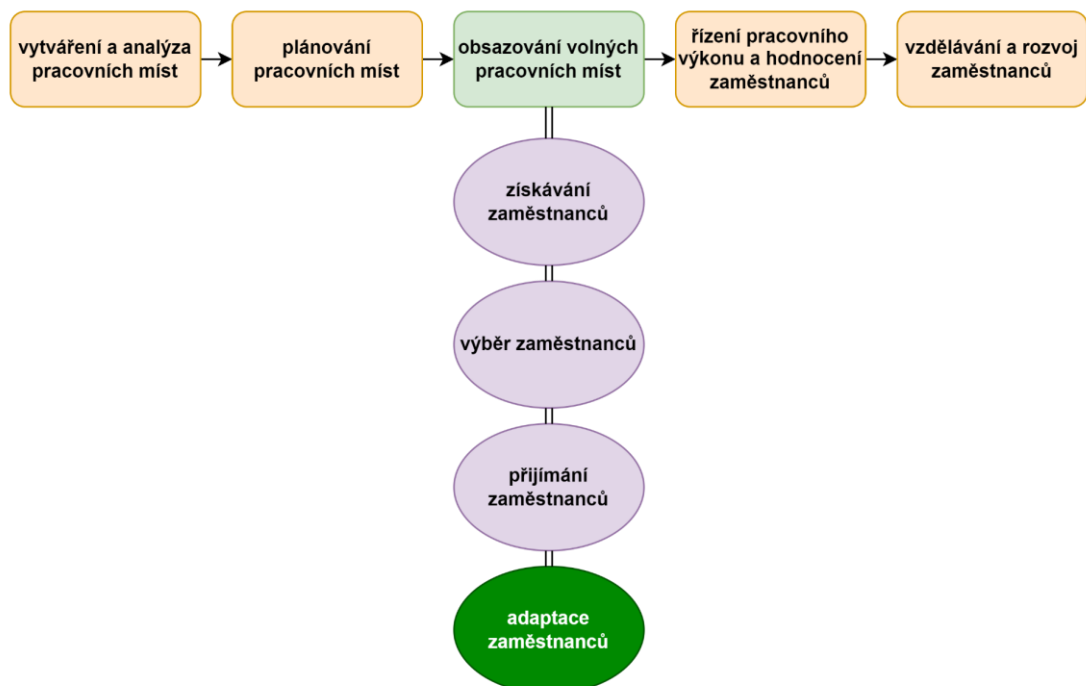 vytváření a analýza
pracovních míst
plánování
pracovních míst
obsazování volných
pracovních míst
řízení pracovního
výkonu a hodnocení
zaměstnanců
vzdělávání a rozvoj
zaměstnanců
získávání
zaměstnanců
výběr zaměstnanců
přijímání
zaměstnanců
adaptace
zaměstnanců